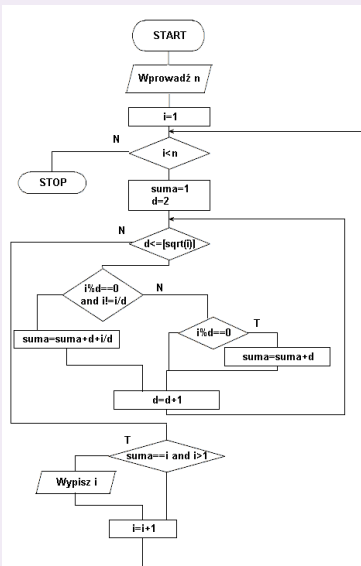 START
Wprowadź n
i=1
N
i<n
STOP
suma=1
d=2
N
d<=[sqrt(i)]
i%d==0
and i!=i/d
N
i%d==0
T
suma=suma+d+i/d
suma=suma+d
d=d+1
T
suma==i and i>1
Wypisz i
i=i+1